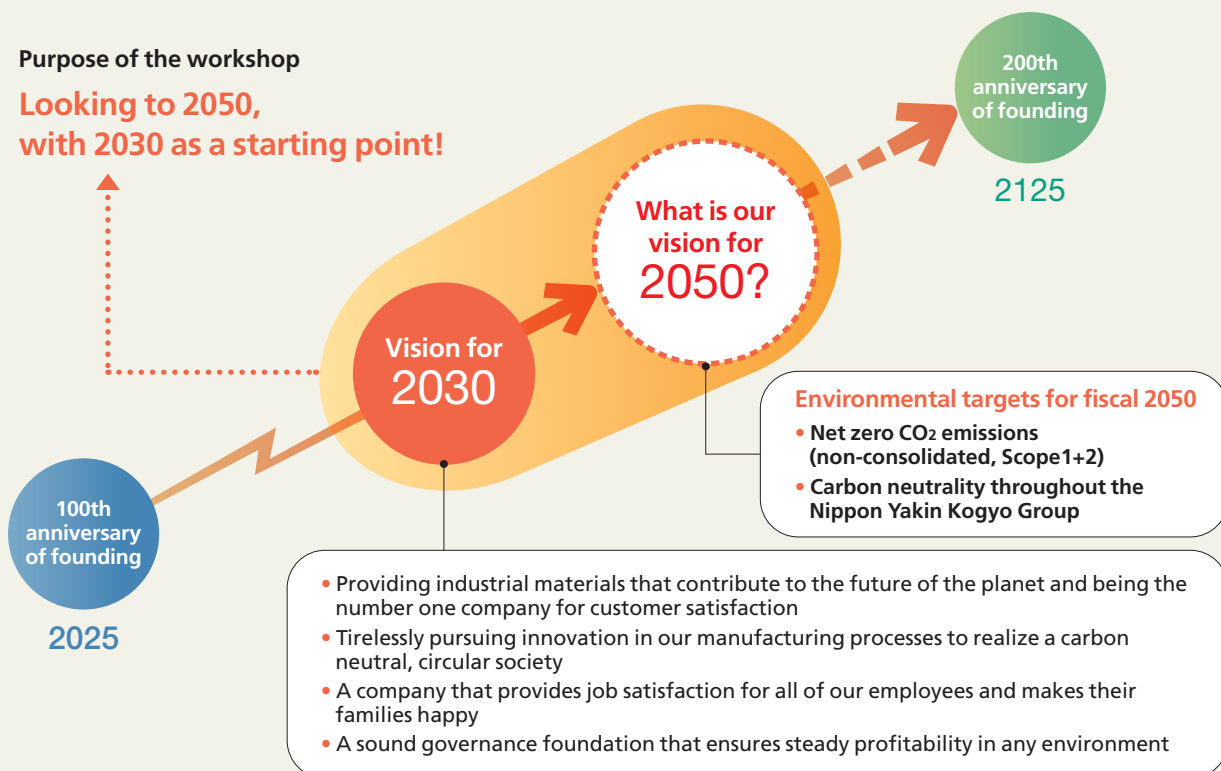 Purpose of the workshop
Looking to 2050,
with 2030 as a starting point!
200th
anniversary
of founding
2125
What is our
vision for
2050?
Vision for
2030
Environmental targets for fiscal 2050
• Net zero CO2 emissions
(non-consolidated, Scope1+2)
• Carbon neutrality throughout the
Nippon Yakin Kogyo Group
100th
anniversary
of founding
2025
• Providing industrial materials that contribute to the future of the planet and being the
number one company for customer satisfaction
• Tirelessly pursuing innovation in our manufacturing processes to realize a carbon
neutral, circular society
• A company that provides job satisfaction for all of our employees and makes their
families happy
• A sound governance foundation that ensures steady profitability in any environment